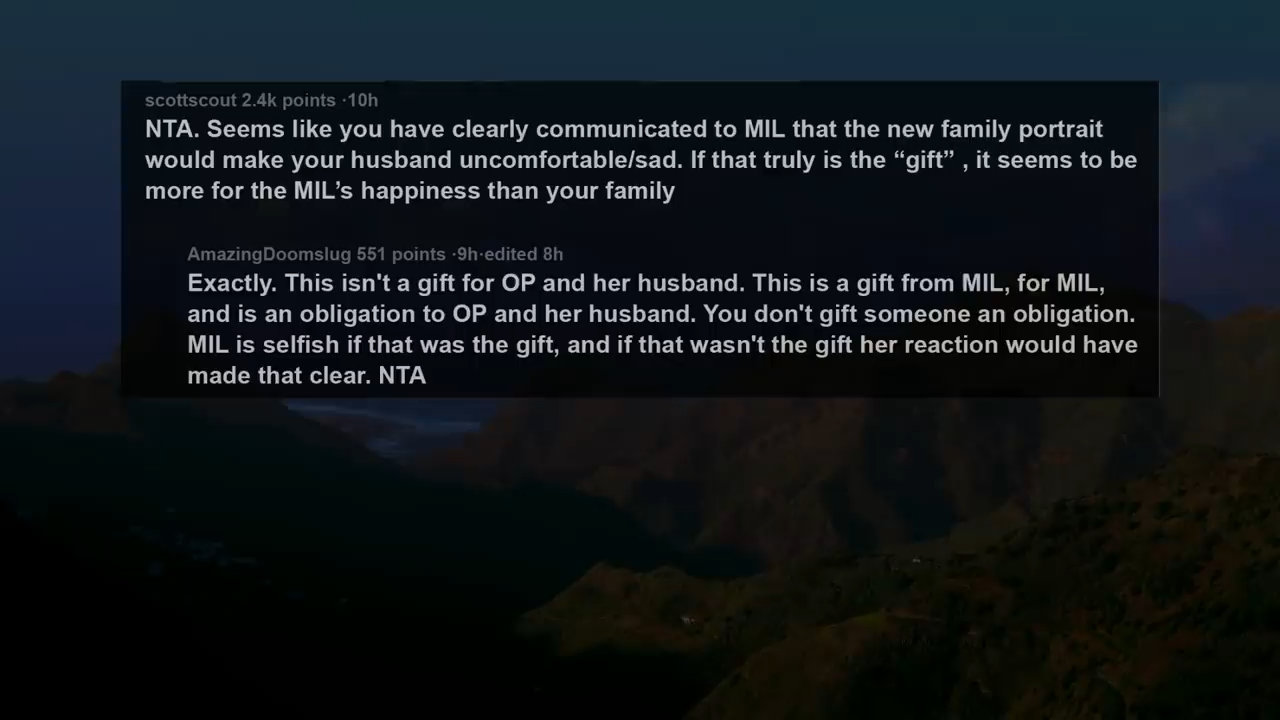 scottscout 2.4k points ·10h
NTA. Seems like you have clearly communicated to MIL that the new family portrait
would make your husband uncomfortable/sad. If that truly is the “gift” , it seems to be
more for the MIL’s happiness than your family
AmazingDoomslug 551 points ·9h·edited 8h
Exactly. This isn't a gift for OP and her husband. This is a gift from MIL, for MIL,
and is an obligation to OP and her husband. You don't gift someone an obligation.
MIL is selfish if that was the gift, and if that wasn't the gift her reaction would have
made that clear. NTA